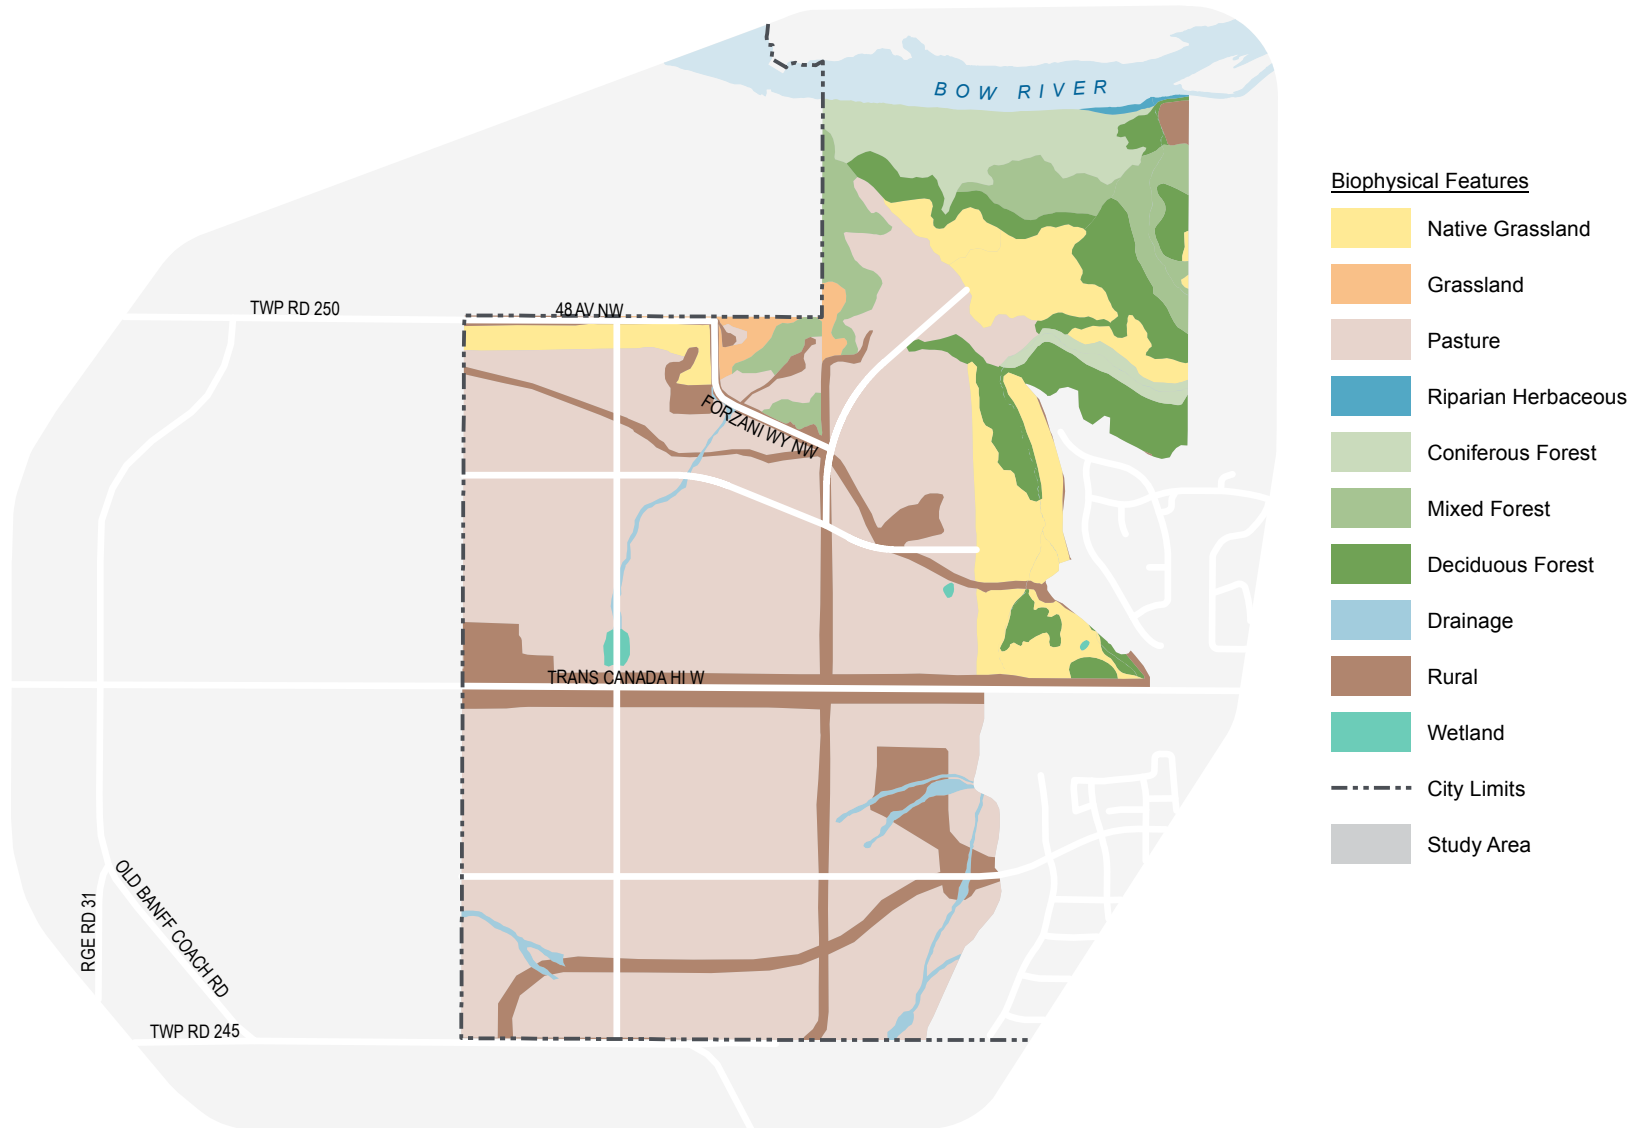 BOW RIVER
TWP RD 250
48 AV NW
FORZANI WY NW
TRANS CANADA HI W
OLD BANFF COACH RD
RGE RD 31
TWP RD 245
Biophysical Features
Native Grassland
Grassland
Pasture
Riparian Herbaceous
Coniferous Forest
Mixed Forest
Deciduous Forest
Drainage
Rural
Wetland
City Limits
Study Area